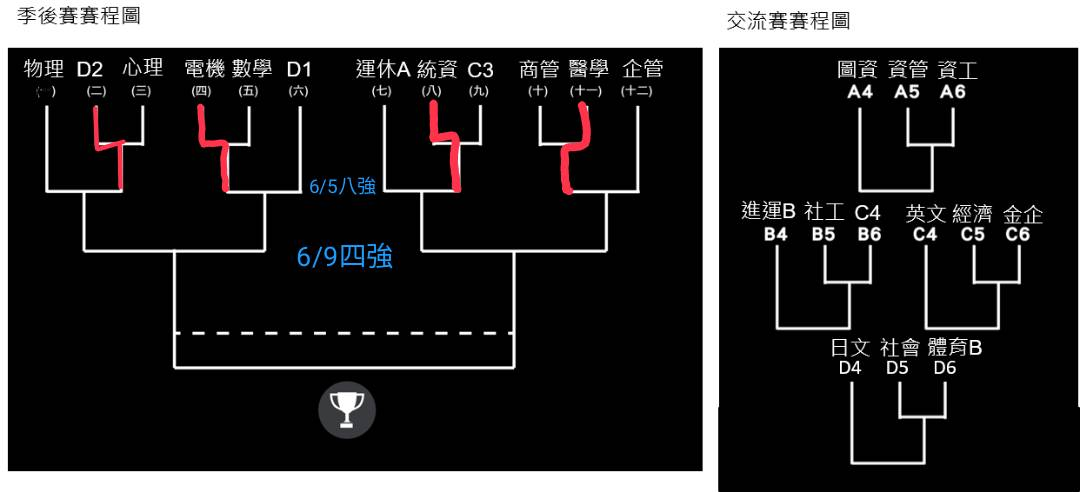 季後賽賽程圖
物理 D2 心理 電機 數學 D1 運休A 統資 C3 商管 醫學 企管
(一) (二) (三) (四) (五) (六) (七) (八) (九) (十) (十一) (十二)
6/5八強
6/9四強
交流賽賽程圖
圖資 資管 資工
A4 A5 A6
進運B 社工 C4 英文 經濟 金企
B4 B5 B6 C4 C5 C6
日文 社會 體育B
D4 D5 D6